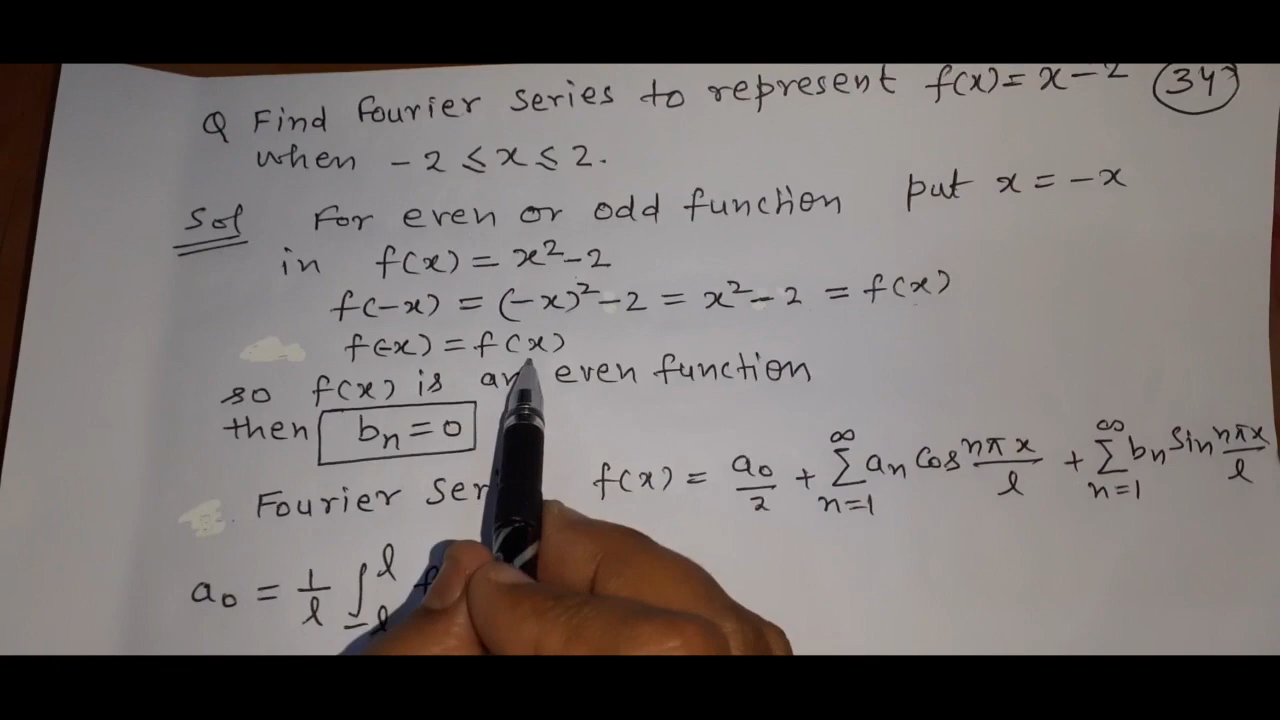 Q Find Fourier series to represent f(x) = x - 2 (34)
when - 2 ≤ x ≤ 2.
Sol For even or odd function put x = -x
in f(x) = x² - 2
f(-x) = (-x)² - 2 = x² - 2 = f(x)
f(-x) = f(x)
so f(x) is an even function
then bn = 0
Fourier f(x) = a₀/2 + ∞∑n=1 an Cos nπx/l + ∞∑n=1 bn Sin nπx/l
a₀ = 1/l ∫_{-l}^{l}